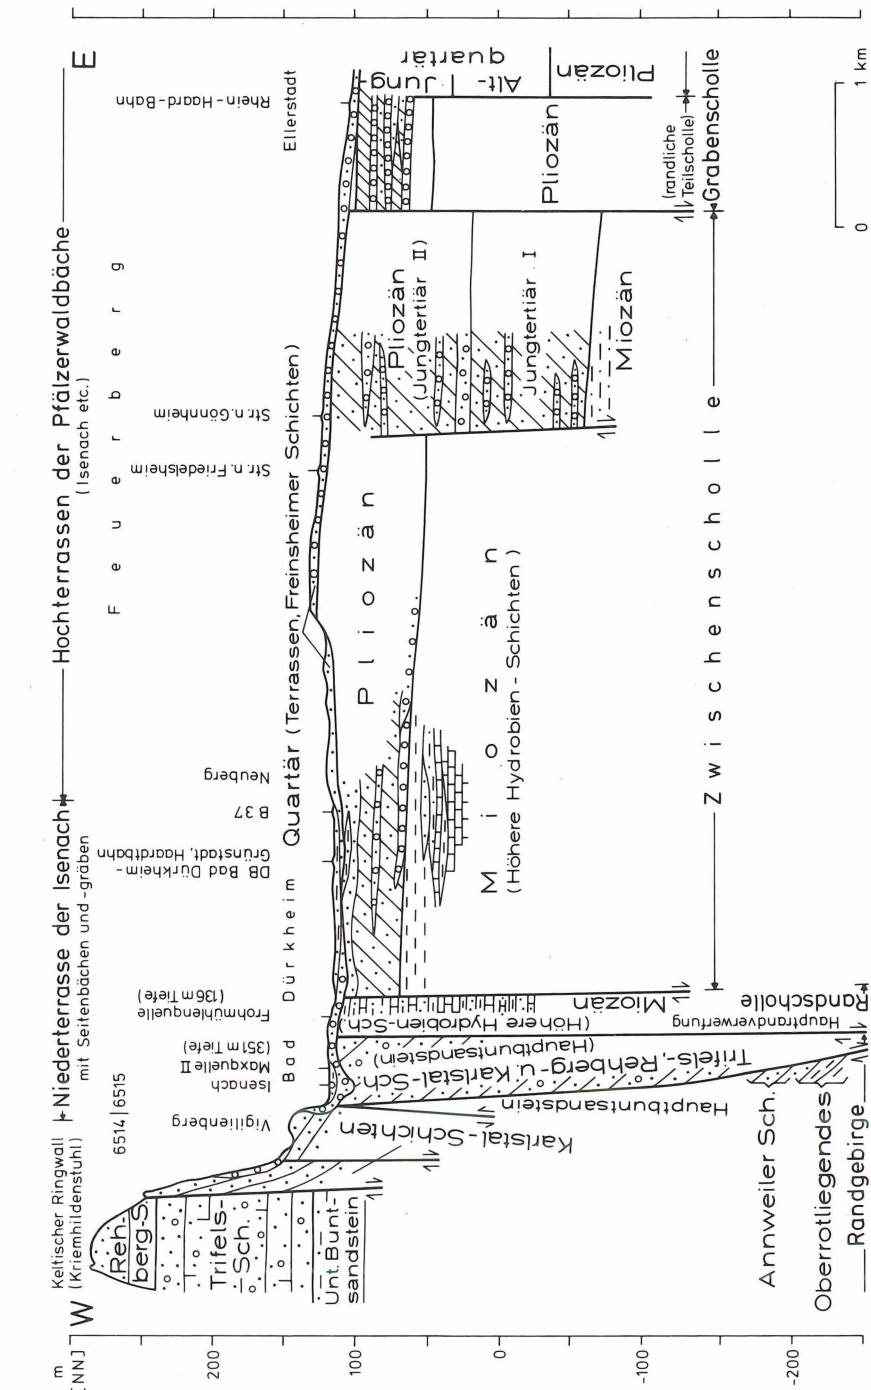 W
E
Keltischer Ringwall
(Kriemhildenstuhl)
Niederterrasse der Isenach
mit Seitenbächen und -gräben
Hochterrassen der Pfälzerwaldbäche
(Isenach etc.)
6514 | 6515
Feuerberg
Vigilienberg
Isenach
Maxquelle II
(351m Tiefe)
Frohmühlenquelle
(136m Tiefe)
DB Bad Dürkheim-
Grünstadt, Haardtbahn
B 37
Neuberg
Str. n. Friedelsheim
Str. n. Gönnheim
Rhein-Haard-Bahn
Bad Dürkheim
Ellerstadt
Quartär (Terrassen, Freinsheimer Schichten)
m
NN]
200
100
0
-100
-200
Reh-
berg-S.
Trifels-
Sch.
Unt. Bunt-
sandstein
Karlstal-Schichten
Hauptbuntsandstein
Trifels-, Rehberg- u. Karlstal-Sch.
(Hauptbuntsandstein)
(Höhere Hydrobien-Sch.)
Miozän
Pliozän
Miozän
(Höhere Hydrobien-Schichten)
Pliozän
(Jungtertiär II)
Jungtertiär I
Miozän
Pliozän
Jung-
Alt-
quartär
Pliozän
Annweiler Sch.
Oberrotliegendes
Hauptrandverwerfung
Randgebirge
Randscholle
Zwischenscholle
(randliche
Teilscholle)
Grabenscholle
0
1 km